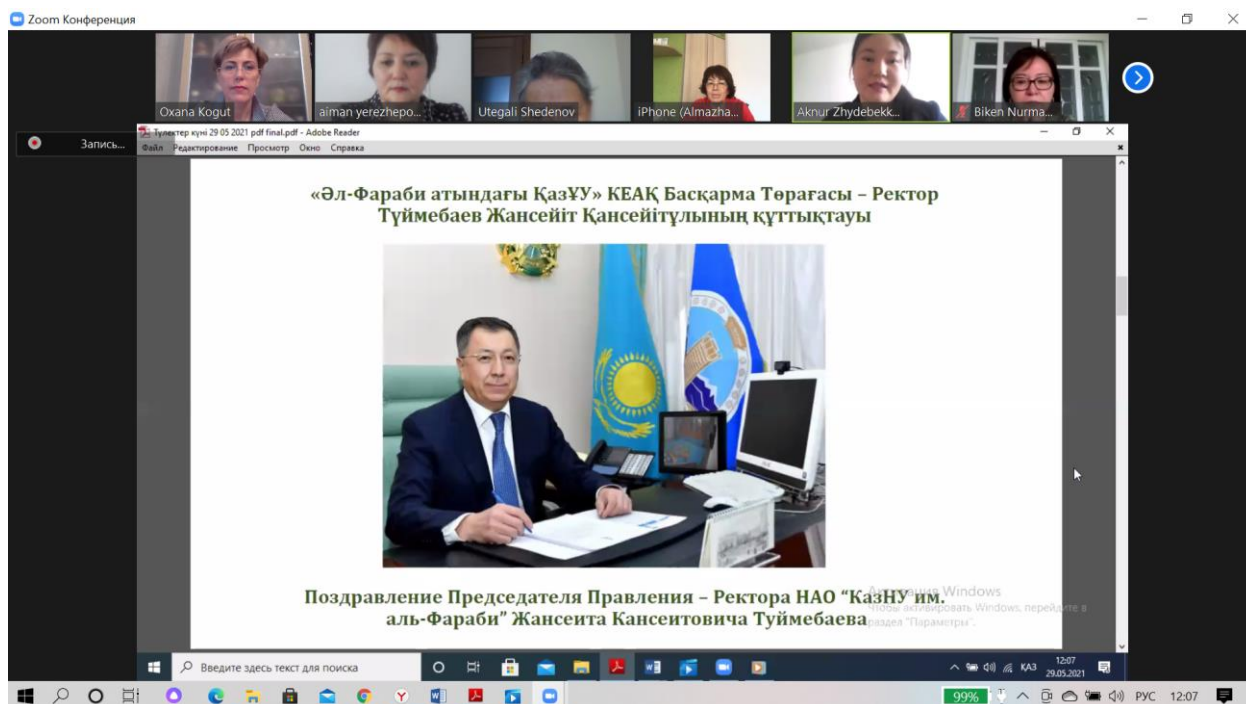 Zoom Конференция
Oxana Kogut
aiman yerezhepo...
Utegali Shedenov
iPhone (Almazha...
Aknur Zhydebekk...
Biken Nurma...
Запись...
Түлектер күні 29 05 2021 pdf final.pdf - Adobe Reader
Файл Редактирование Просмотр Окно Справка
«Әл-Фараби атындағы ҚазҰУ» КЕАҚ Басқарма Төрағасы – Ректор
Түймебаев Жансейіт Қансейітұлының құттықтауы
Поздравление Председателя Правления – Ректора НАО “КазНУ им.
аль-Фараби” Жансеита Кансеитовича Туймебаева
Активация Windows
Чтобы активировать Windows, перейдите в
раздел "Параметры".
Введите здесь текст для поиска
ҚАЗ
12:07
29.05.2021
99%
РУС
12:07